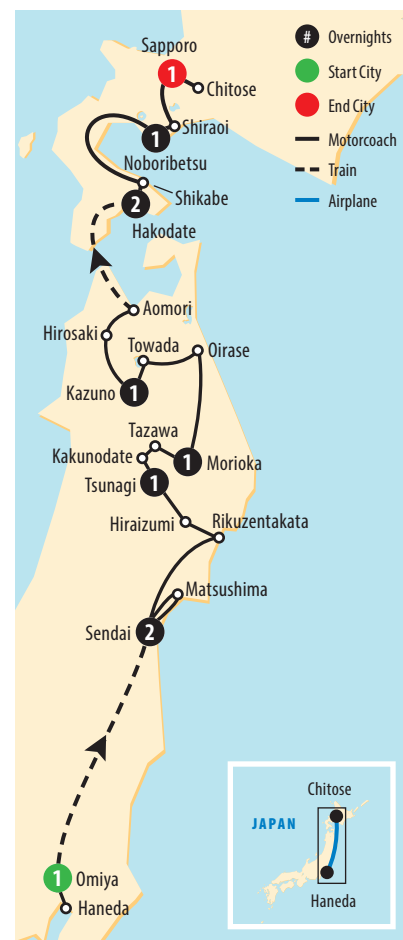 Sapporo
1
Chitose
Shiraoi
1
Noboribetsu
Shikabe
2
Hakodate
# Overnights
Start City
End City
Motorcoach
Train
Airplane
Aomori
Hirosaki
Towada
Oirase
Kazuno
1
Tazawa
Kakunodate
1
Morioka
Tsunagi
1
Hiraizumi
Rikuzentakata
Matsushima
Sendai
2
1
Omiya
Haneda
Chitose
JAPAN
Haneda